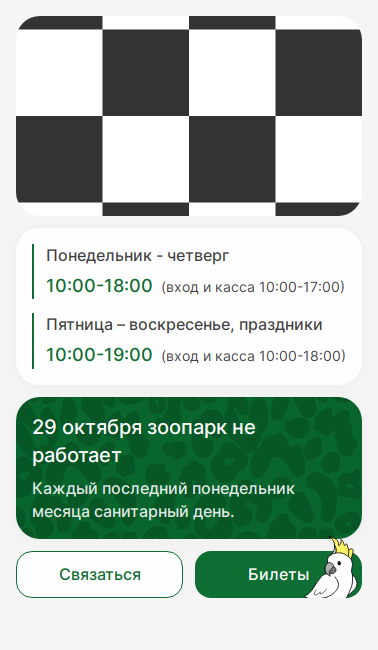 Понедельник - четверг
10:00-18:00 (вход и касса 10:00-17:00)
Пятница – воскресенье, праздники
10:00-19:00 (вход и касса 10:00-18:00)
29 октября зоопарк не
работает
Каждый последний понедельник
месяца санитарный день.
Связаться
Билеты